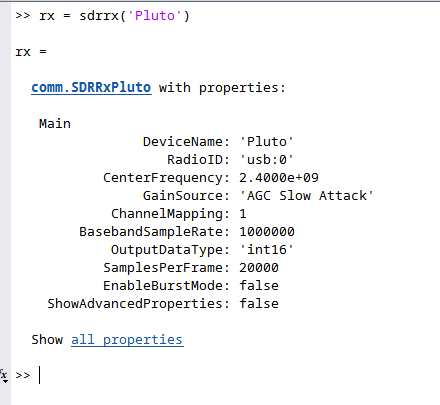 >> rx = sdrrx('Pluto')
rx =
comm.SDRRxPluto with properties:
Main
DeviceName: 'Pluto'
RadioID: 'usb:0'
CenterFrequency: 2.4000e+09
GainSource: 'AGC Slow Attack'
ChannelMapping: 1
BasebandSampleRate: 1000000
OutputDataType: 'int16'
SamplesPerFrame: 20000
EnableBurstMode: false
ShowAdvancedProperties: false
Show all properties
fx >>